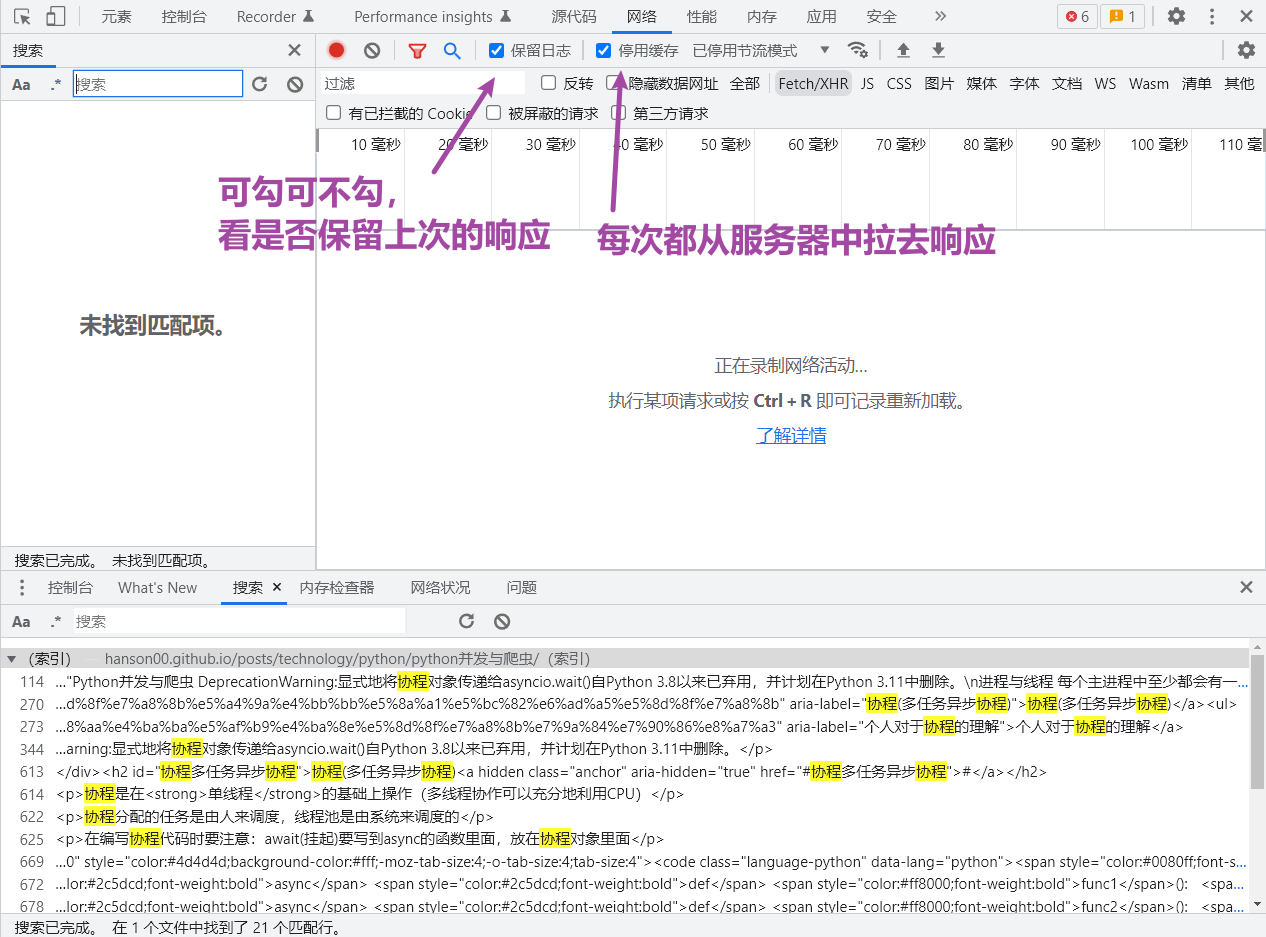 元素 控制台 Recorder Performance insights 源代码 网络 性能 内存 应用 安全 » 6 1
搜索
保留日志 停用缓存 已停用节流模式
Aa .* 搜索
过滤 反转 隐藏数据网址 全部 Fetch/XHR JS CSS 图片 媒体 字体 文档 WS Wasm 清单 其他
有已拦截的 Cookie 被屏蔽的请求 第三方请求
10 毫秒 20 毫秒 30 毫秒 40 毫秒 50 毫秒 60 毫秒 70 毫秒 80 毫秒 90 毫秒 100 毫秒 110 毫
可勾可不勾，
看是否保留上次的响应
每次都从服务器中拉去响应
未找到匹配项。
正在录制网络活动...
执行某项请求或按 Ctrl + R 即可记录重新加载。
了解详情
搜索已完成。 未找到匹配项。
控制台 What's New 搜索 × 内存检查器 网络状况 问题
Aa .* 搜索
(索引) — hanson00.github.io/posts/technology/python/python并发与爬虫/（索引）
114 ..."Python并发与爬虫 DeprecationWarning:显式地将协程对象传递给asyncio.wait()自Python 3.8以来已弃用，并计划在Python 3.11中删除。\n进程与线程 每个主进程中至少都会有一...
270 ...d%8f%e7%a8%8b%e5%a4%9a%e4%bb%bb%e5%8a%a1%e5%bc%82%e6%ad%a5%e5%8d%8f%e7%a8%8b" aria-label="协程(多任务异步协程)">协程(多任务异步协程)</a><ul>
273 ...8%aa%e4%ba%ba%e5%af%b9%e4%ba%8e%e5%8d%8f%e7%a8%8b%e7%9a%84%e7%90%86%e8%a7%a3" aria-label="个人对于协程的理解">个人对于协程的理解</a>
344 ...arning:显式地将协程对象传递给asyncio.wait()自Python 3.8以来已弃用，并计划在Python 3.11中删除。</p>
613 </div><h2 id="协程多任务异步协程">协程(多任务异步协程)<a hidden class="anchor" aria-hidden="true" href="#协程多任务异步协程">#</a></h2>
614 <p>协程是在<strong>单线程</strong>的基础上操作（多线程协作可以充分地利用CPU）</p>
622 <p>协程分配的任务是由人来调度，线程池是由系统来调度的</p>
625 <p>在编写协程代码时要注意：await(挂起)要写到async的函数里面，放在协程对象里面</p>
669 ...0" style="color:#4d4d4d;background-color:#fff;-moz-tab-size:4;-o-tab-size:4;tab-size:4"><code class="language-python" data-lang="python"><span style="color:#0080ff;font-s...
672 ...lor:#2c5dcd;font-weight:bold">async</span> <span style="color:#2c5dcd;font-weight:bold">def</span> <span style="color:#ff8000;font-weight:bold">func1</span>(): <spa...
678 ...lor:#2c5dcd;font-weight:bold">async</span> <span style="color:#2c5dcd;font-weight:bold">def</span> <span style="color:#ff8000;font-weight:bold">func2</span>(): <spa...
搜索已完成。 在 1 个文件中找到了 21 个匹配行。